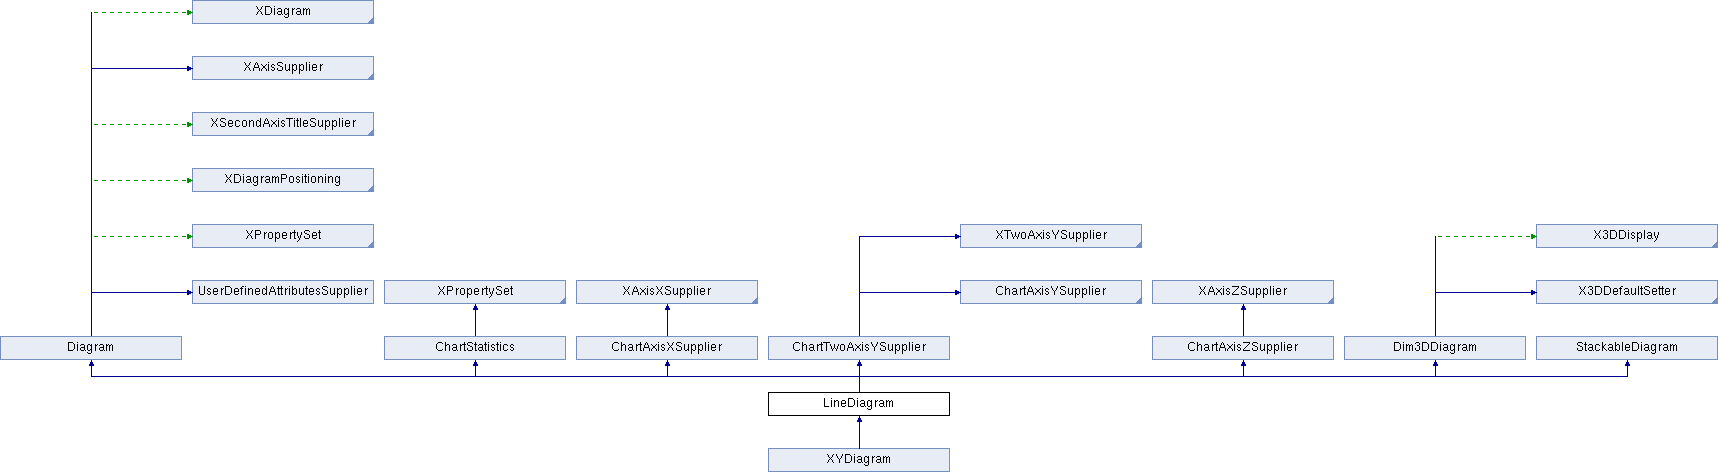 XDiagram
XAxisSupplier
XSecondAxisTitleSupplier
XDiagramPositioning
XPropertySet
XTwoAxisYSupplier
X3DDisplay
UserDefinedAttributesSupplier
XPropertySet
XAxisXSupplier
ChartAxisYSupplier
XAxisZSupplier
X3DDefaultSetter
Diagram
ChartStatistics
ChartAxisXSupplier
ChartTwoAxisYSupplier
ChartAxisZSupplier
Dim3DDiagram
StackableDiagram
LineDiagram
XYDiagram